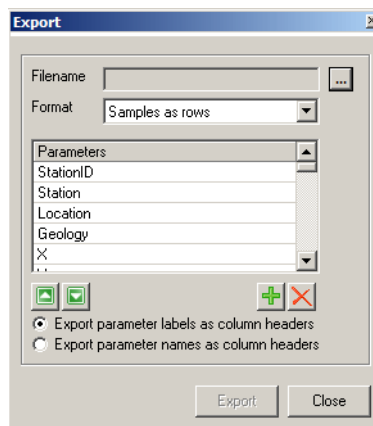 Export
Filename
...
Format
Samples as rows
Parameters
StationID
Station
Location
Geology
X
Export parameter labels as column headers
Export parameter names as column headers
Export
Close